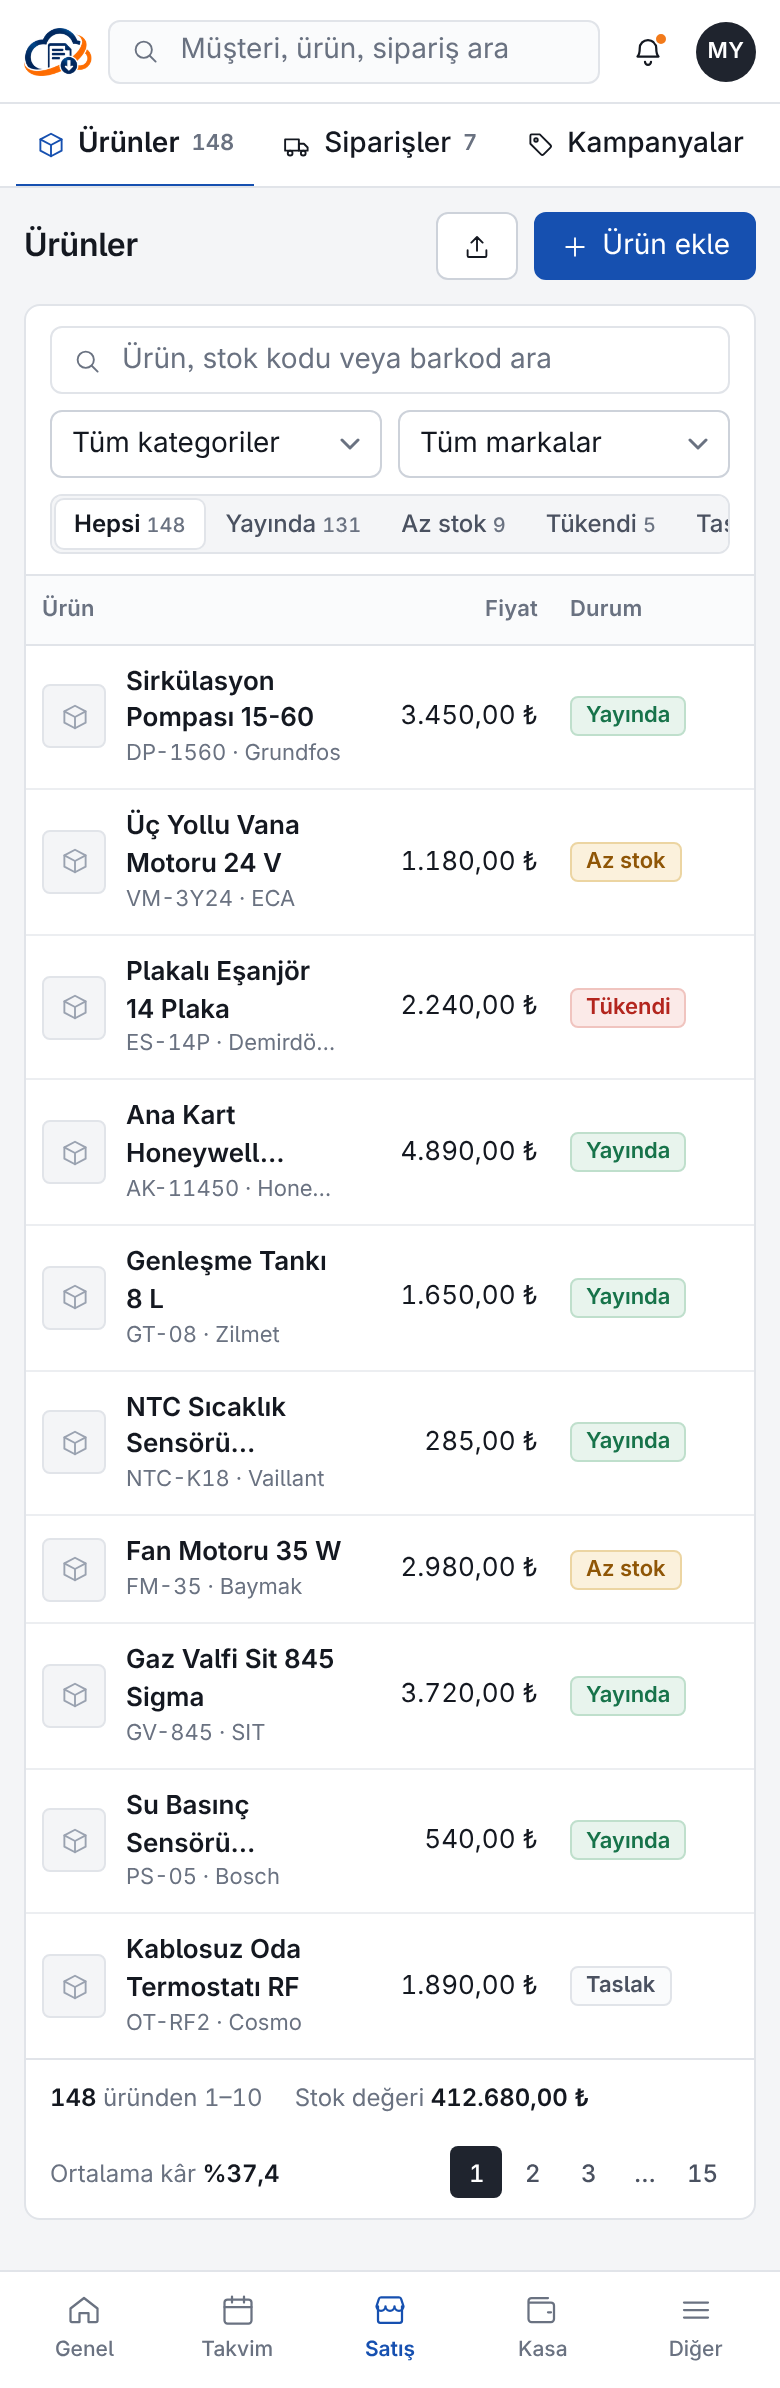 Müşteri, ürün, sipariş ara
MY
Ürünler 148
Siparişler 7
Kampanyalar
Ürünler
Ürün ekle
Ürün, stok kodu veya barkod ara
Tüm kategoriler
Tüm markalar
Hepsi 148
Yayında 131
Az stok 9
Tükendi 5
Tas
Ürün Fiyat Durum
Sirkülasyon
Pompası 15-60
DP-1560 · Grundfos
3.450,00 ₺
Yayında
Üç Yollu Vana
Motoru 24 V
VM-3Y24 · ECA
1.180,00 ₺
Az stok
Plakalı Eşanjör
14 Plaka
ES-14P · Demirdö...
2.240,00 ₺
Tükendi
Ana Kart
Honeywell...
AK-11450 · Hone...
4.890,00 ₺
Yayında
Genleşme Tankı
8 L
GT-08 · Zilmet
1.650,00 ₺
Yayında
NTC Sıcaklık
Sensörü...
NTC-K18 · Vaillant
285,00 ₺
Yayında
Fan Motoru 35 W
FM-35 · Baymak
2.980,00 ₺
Az stok
Gaz Valfi Sit 845
Sigma
GV-845 · SIT
3.720,00 ₺
Yayında
Su Basınç
Sensörü...
PS-05 · Bosch
540,00 ₺
Yayında
Kablosuz Oda
Termostatı RF
OT-RF2 · Cosmo
1.890,00 ₺
Taslak
148 üründen 1–10 Stok değeri 412.680,00 ₺
Ortalama kâr %37,4
1 2 3 ... 15
Genel
Takvim
Satış
Kasa
Diğer